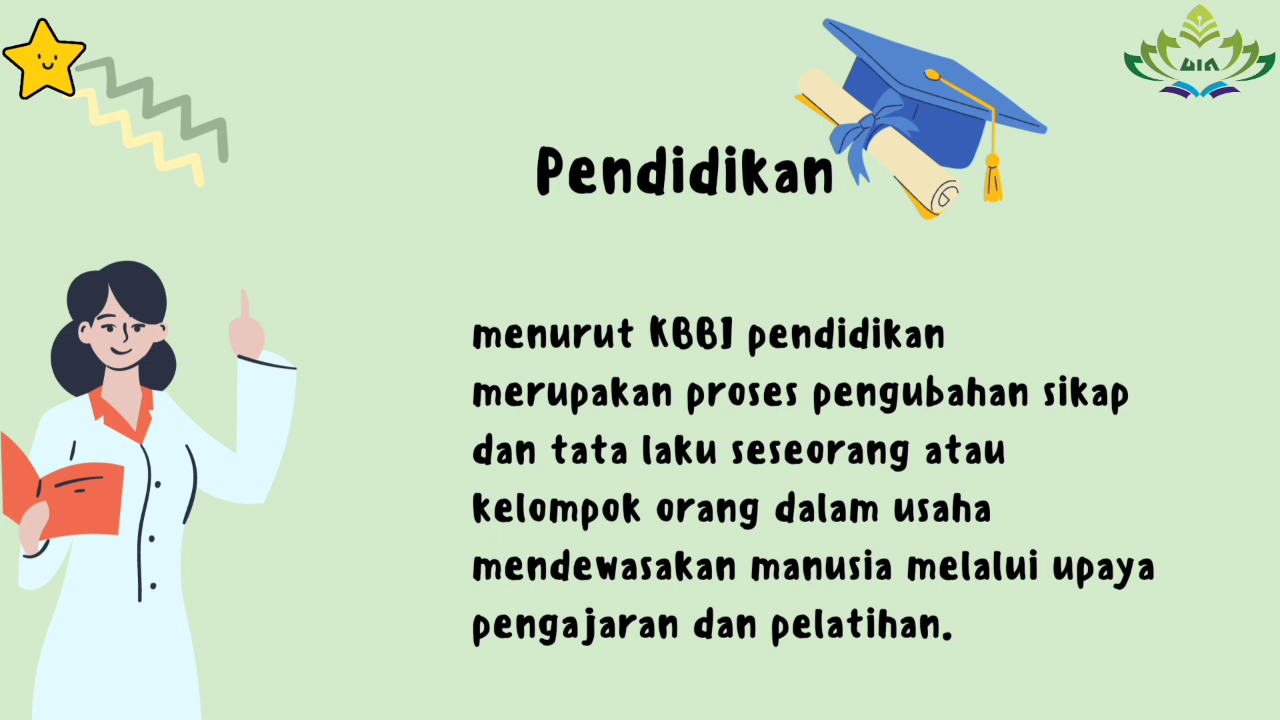 Pendidikan
menurut KBBI pendidikan
merupakan proses pengubahan sikap
dan tata laku seseorang atau
kelompok orang dalam usaha
mendewasakan manusia melalui upaya
pengajaran dan pelatihan.